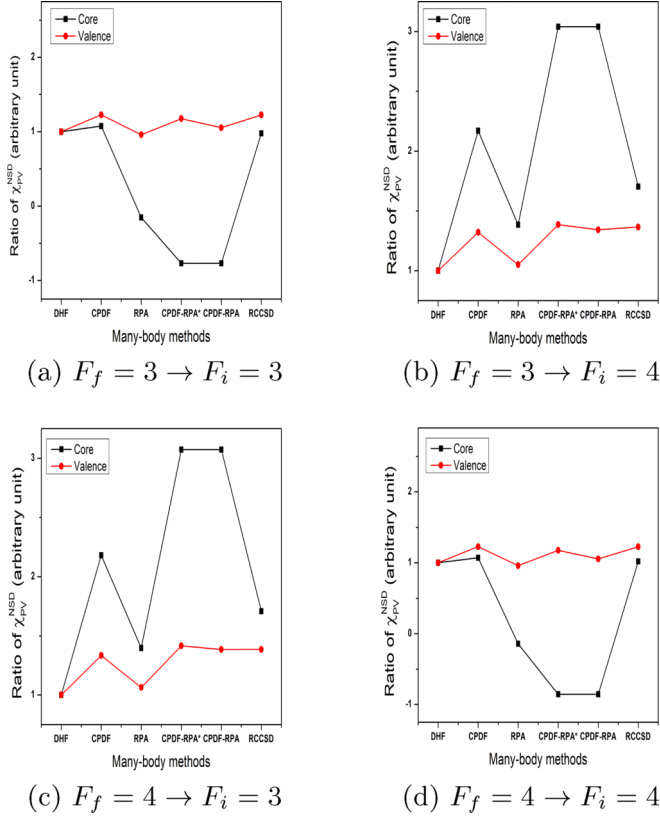 Core
Valence
Ratio of χ_PV^NSD (arbitrary unit)
2
1
0
-1
DHF CPDF RPA CPDF-RPA* CPDF-RPA RCCSD
Many-body methods
(a) F_f = 3 → F_i = 3
Core
Valence
Ratio of χ_PV^NSD (arbitrary unit)
3
2
1
DHF CPDF RPA CPDF-RPA* CPDF-RPA RCCSD
Many-body methods
(b) F_f = 3 → F_i = 4
Core
Valence
Ratio of χ_PV^NSD (arbitrary unit)
3
2
1
DHF CPDF RPA CPDF-RPA* CPDF-RPA RCCSD
Many-body methods
(c) F_f = 4 → F_i = 3
Core
Valence
Ratio of χ_PV^NSD (arbitrary unit)
2
1
0
-1
DHF CPDF RPA CPDF-RPA* CPDF-RPA RCCSD
Many-body methods
(d) F_f = 4 → F_i = 4